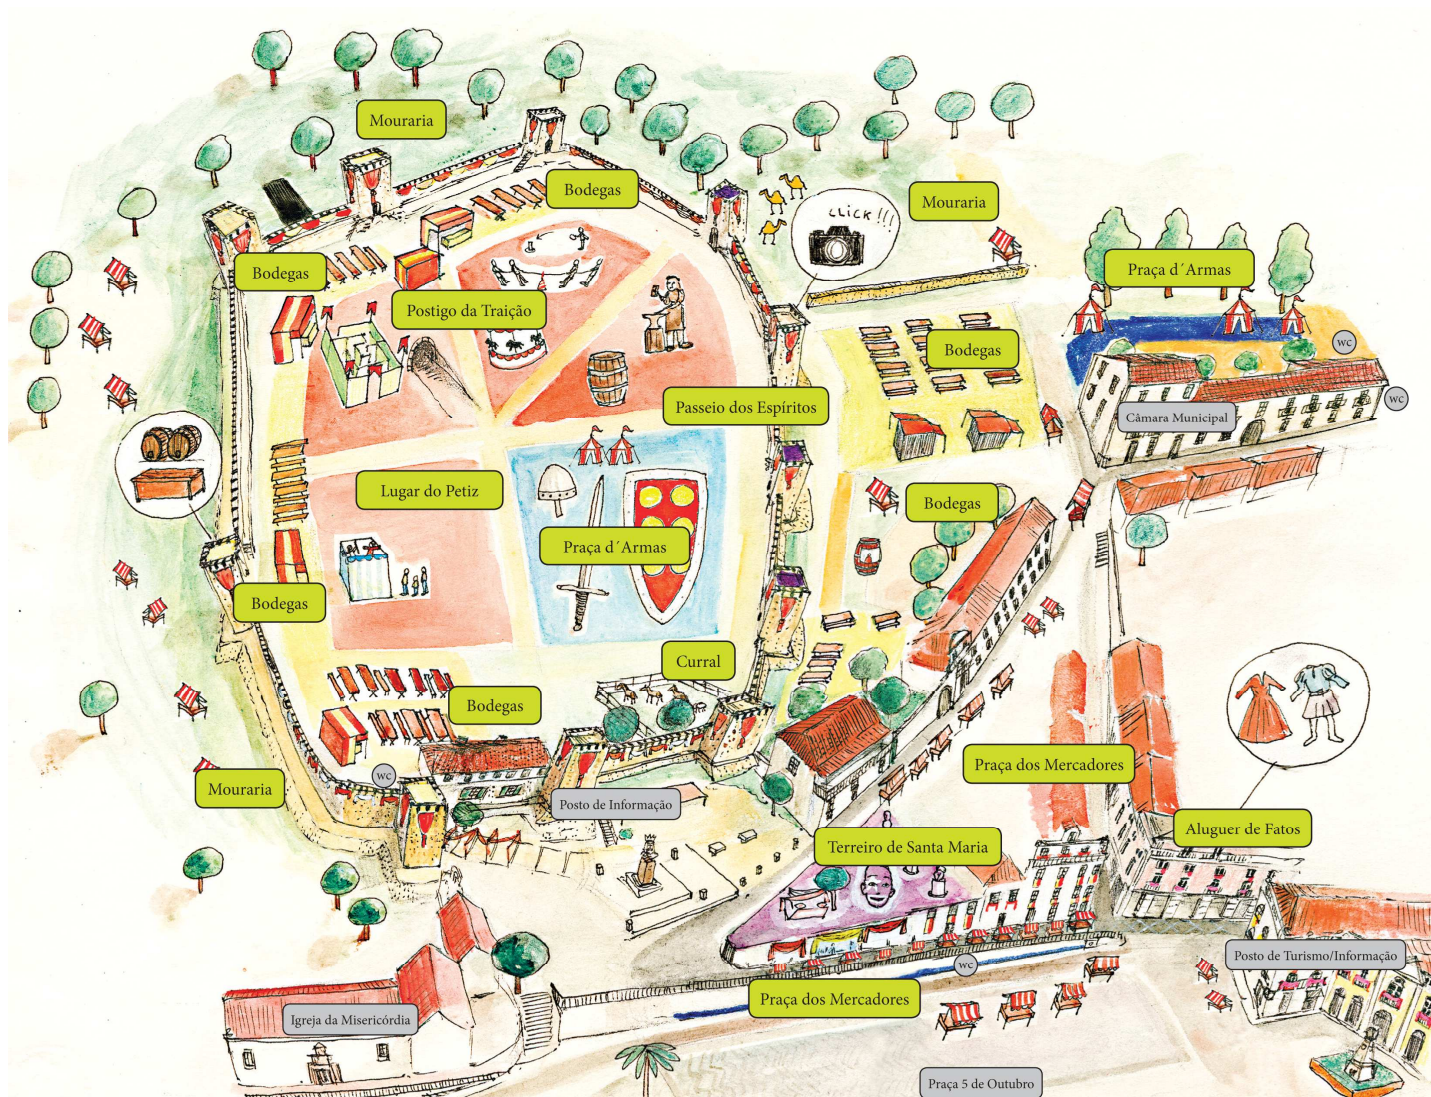 Mouraria
Bodegas
Mouraria
CLICK!!!
Bodegas
Praça d´Armas
Postigo da Traição
wc
Bodegas
wc
Passeio dos Espíritos
Câmara Municipal
Lugar do Petiz
Bodegas
Praça d´Armas
Bodegas
Curral
Bodegas
Praça dos Mercadores
wc
Mouraria
Posto de Informação
Aluguer de Fatos
Terreiro de Santa Maria
Posto de Turismo/Informação
wc
Praça dos Mercadores
Igreja da Misericórdia
Praça 5 de Outubro